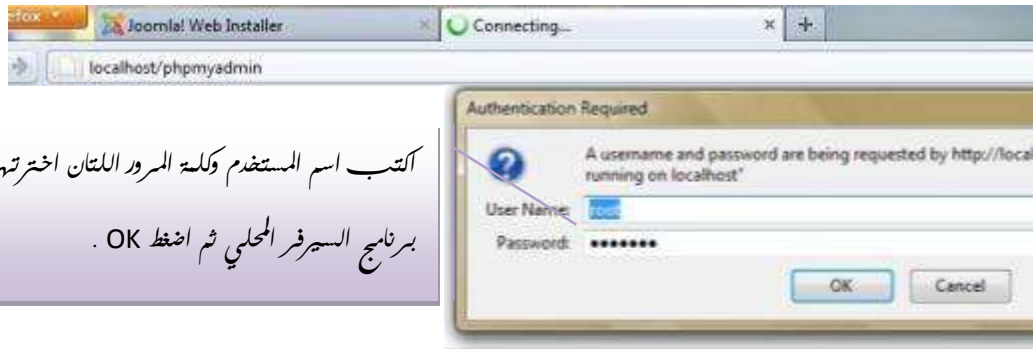 Joomla! Web Installer
Connecting...
localhost/phpmyadmin
Authentication Required
A username and password are being requested by http://local
running on localhost"
User Name: root
Password: •••••••
OK Cancel
اكتب اسم المستخدم وكلمة المرور اللتان
برنامج السيرفر المحلي ثم اضغط OK .